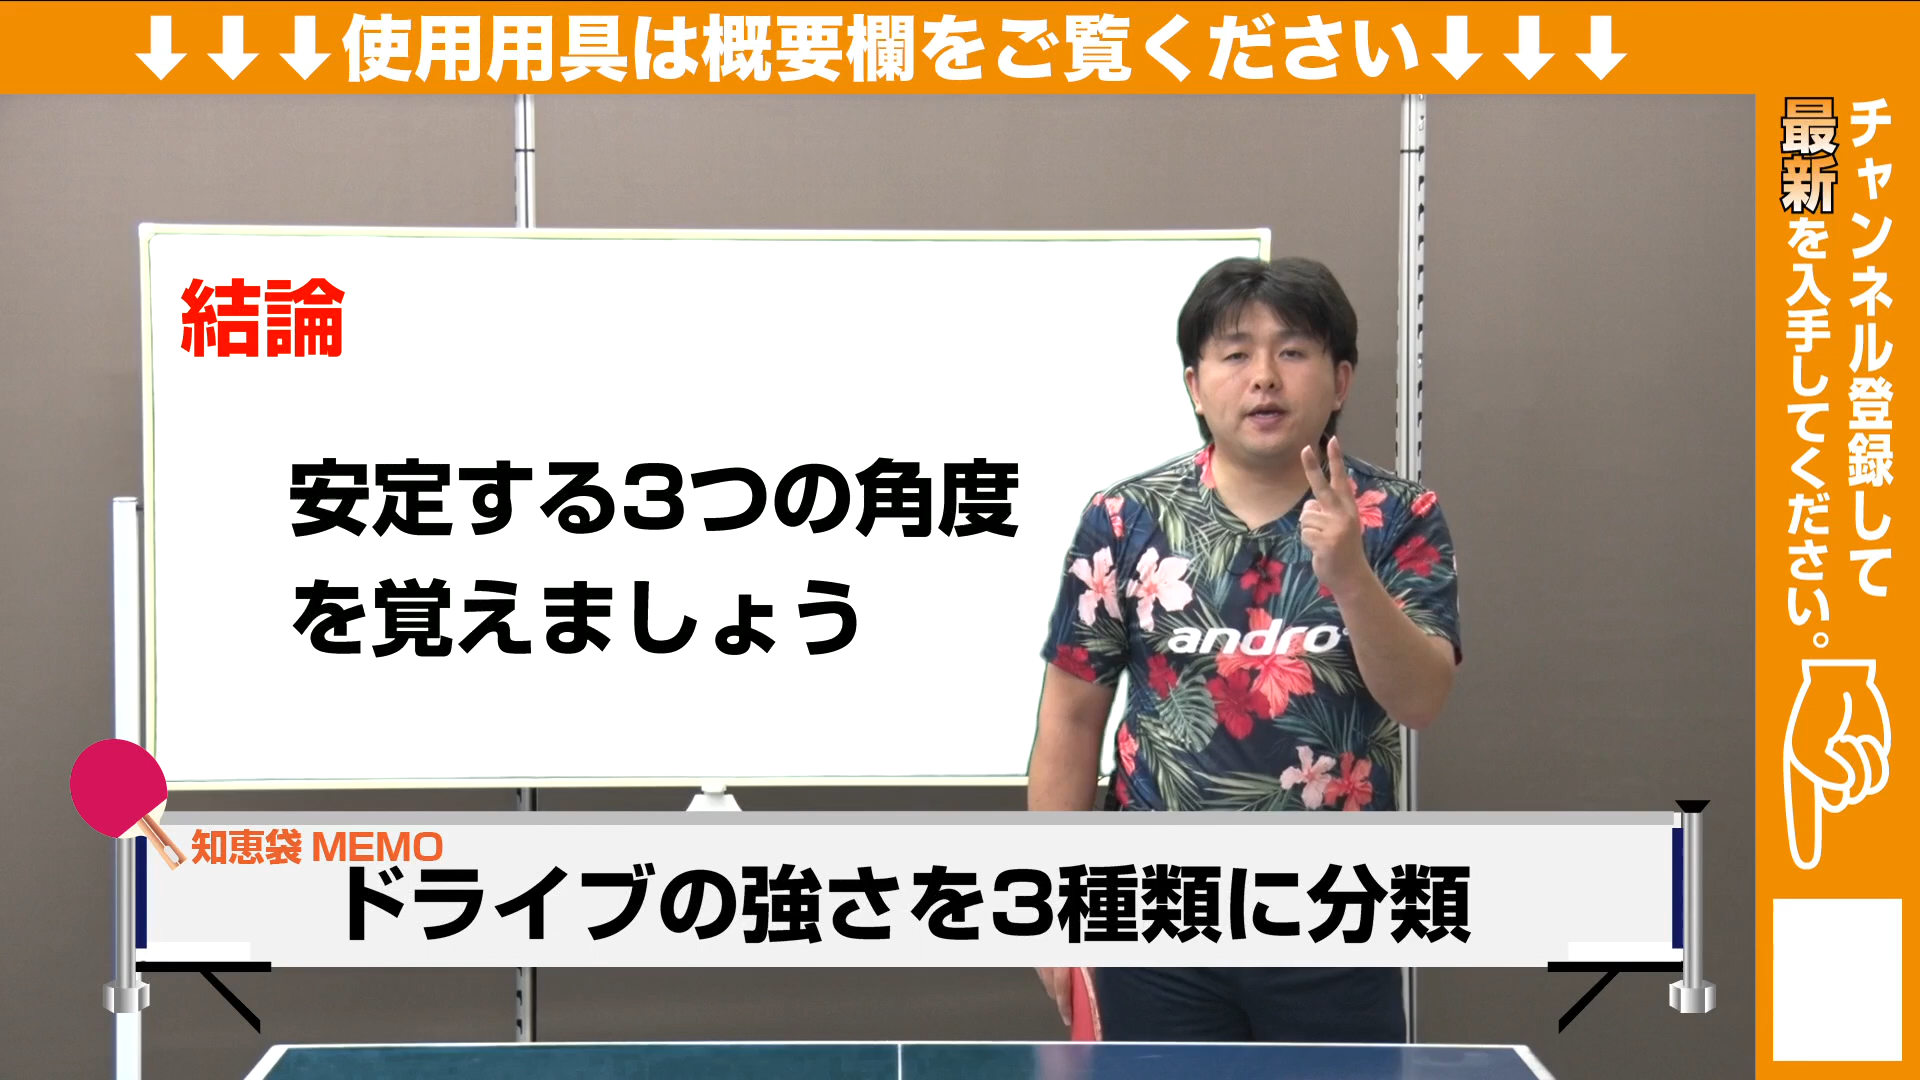 ↓↓↓使用用具は概要欄をご覧ください↓↓↓
チャンネル登録して
最新を入手してください。
結論
安定する3つの角度
を覚えましょう
andro
知恵袋 MEMO
ドライブの強さを3種類に分類